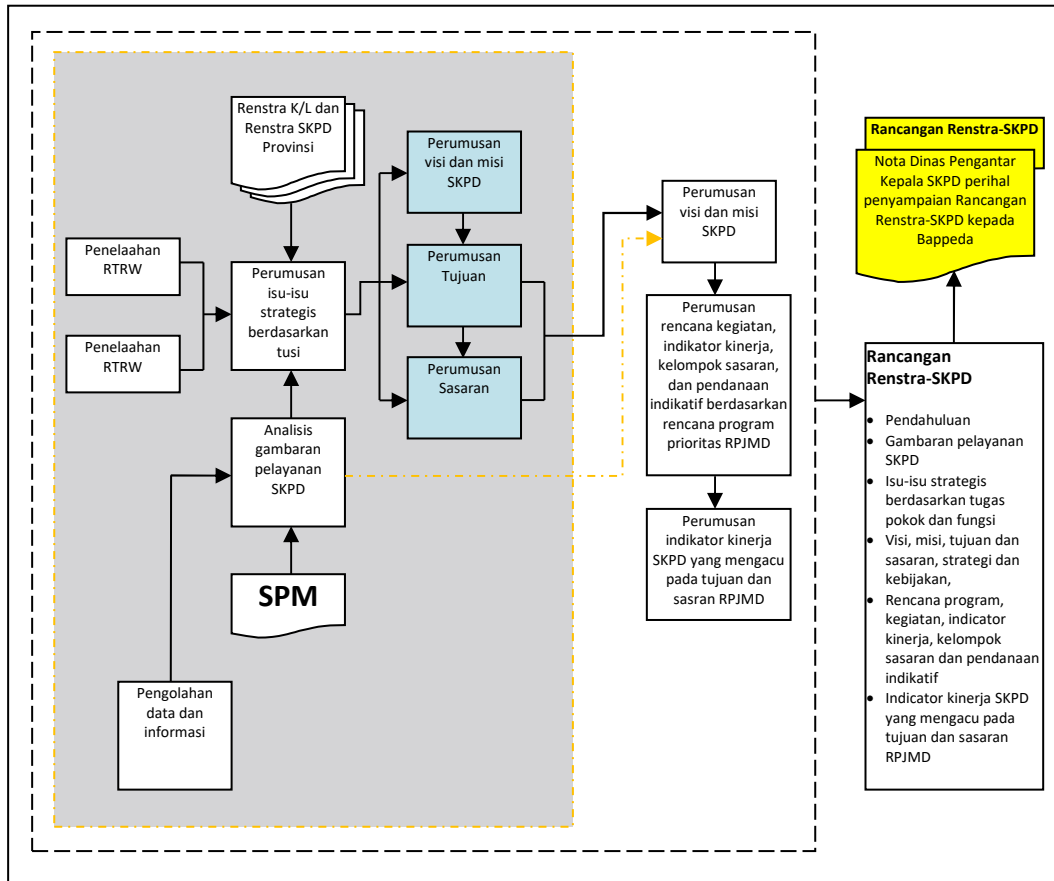 Renstra K/L dan
Renstra SKPD
Provinsi
Perumusan
visi dan misi
SKPD
Penelaahan
RTRW
Penelaahan
RTRW
Perumusan
isu-isu
strategis
berdasarkan
tusi
Perumusan
Tujuan
Perumusan
Sasaran
Analisis
gambaran
pelayanan
SKPD
SPM
Pengolahan
data dan
informasi
Perumusan
visi dan misi
SKPD
Perumusan
rencana kegiatan,
indikator kinerja,
kelompok sasaran,
dan pendanaan
indikatif berdasarkan
rencana program
prioritas RPJMD
Perumusan
indikator kinerja
SKPD yang mengacu
pada tujuan dan
sasran RPJMD
Rancangan Renstra-SKPD
Nota Dinas Pengantar
Kepala SKPD perihal
penyampaian Rancangan
Renstra-SKPD kepada
Bappeda
Rancangan
Renstra-SKPD
• Pendahuluan
• Gambaran pelayanan
SKPD
• Isu-isu strategis
berdasarkan tugas
pokok dan fungsi
• Visi, misi, tujuan dan
sasaran, strategi dan
kebijakan,
• Rencana program,
kegiatan, indicator
kinerja, kelompok
sasaran dan pendanaan
indikatif
• Indicator kinerja SKPD
yang mengacu pada
tujuan dan sasaran
RPJMD